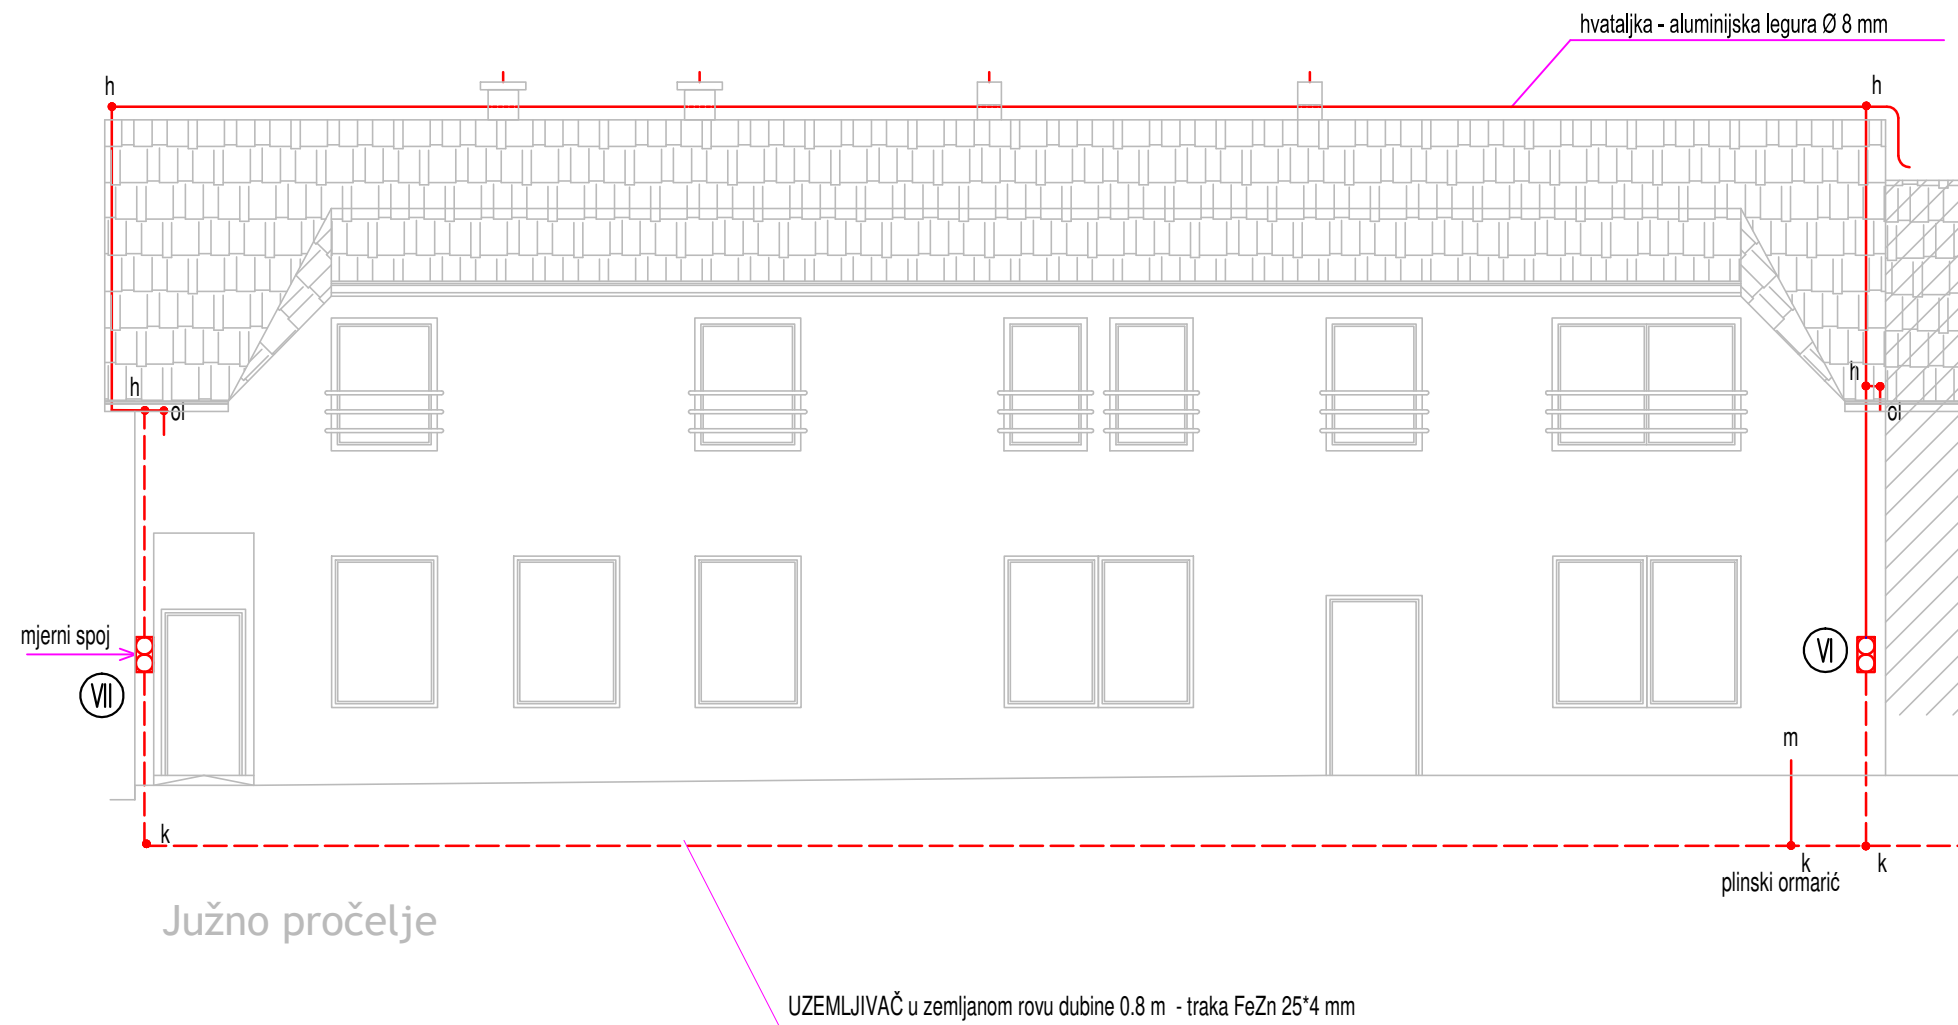 hvataljka - aluminijska legura Ø 8 mm
h
h
h
ol
h
ol
mjerni spoj
VII
VI
m
k
k
k
plinski ormarić
Južno pročelje
UZEMLJIVAČ u zemljanom rovu dubine 0.8 m - traka FeZn 25*4 mm